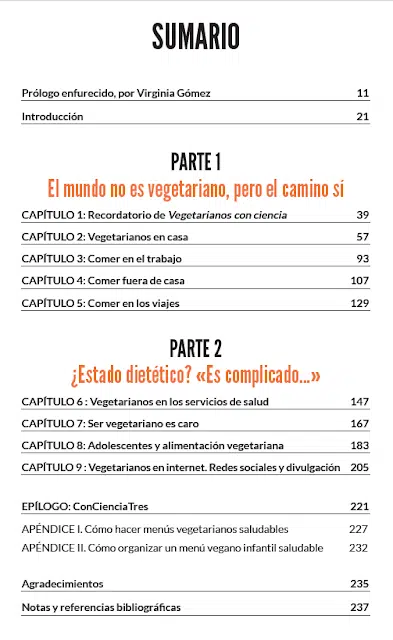 SUMARIO
Prólogo enfurecido, por Virginia Gómez 11
Introducción 21
PARTE 1
El mundo no es vegetariano, pero el camino sí
CAPÍTULO 1: Recordatorio de Vegetarianos con ciencia 39
CAPÍTULO 2: Vegetarianos en casa 57
CAPÍTULO 3: Comer en el trabajo 93
CAPÍTULO 4: Comer fuera de casa 107
CAPÍTULO 5: Comer en los viajes 129
PARTE 2
¿Estado dietético? «Es complicado...»
CAPÍTULO 6 : Vegetarianos en los servicios de salud 147
CAPÍTULO 7: Ser vegetariano es caro 167
CAPÍTULO 8: Adolescentes y alimentación vegetariana 183
CAPÍTULO 9 : Vegetarianos en internet. Redes sociales y divulgación 205
EPÍLOGO: ConCienciaTres 221
APÉNDICE I. Cómo hacer menús vegetarianos saludables 227
APÉNDICE II. Cómo organizar un menú vegano infantil saludable 232
Agradecimientos 235
Notas y referencias bibliográficas 237